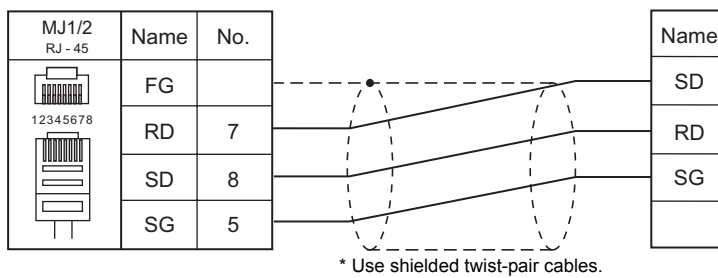 MJ1/2
RJ - 45
Name
No.
Name
FG
SD
12345678
RD
7
RD
SD
8
SG
SG
5
* Use shielded twist-pair cables.